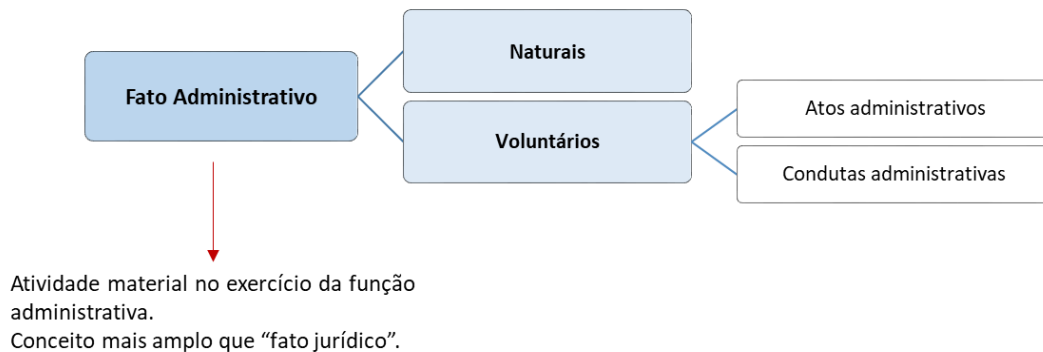 Naturais
Fato Administrativo
Voluntários
Atos administrativos
Condutas administrativas
Atividade material no exercício da função
administrativa.
Conceito mais amplo que “fato jurídico”.